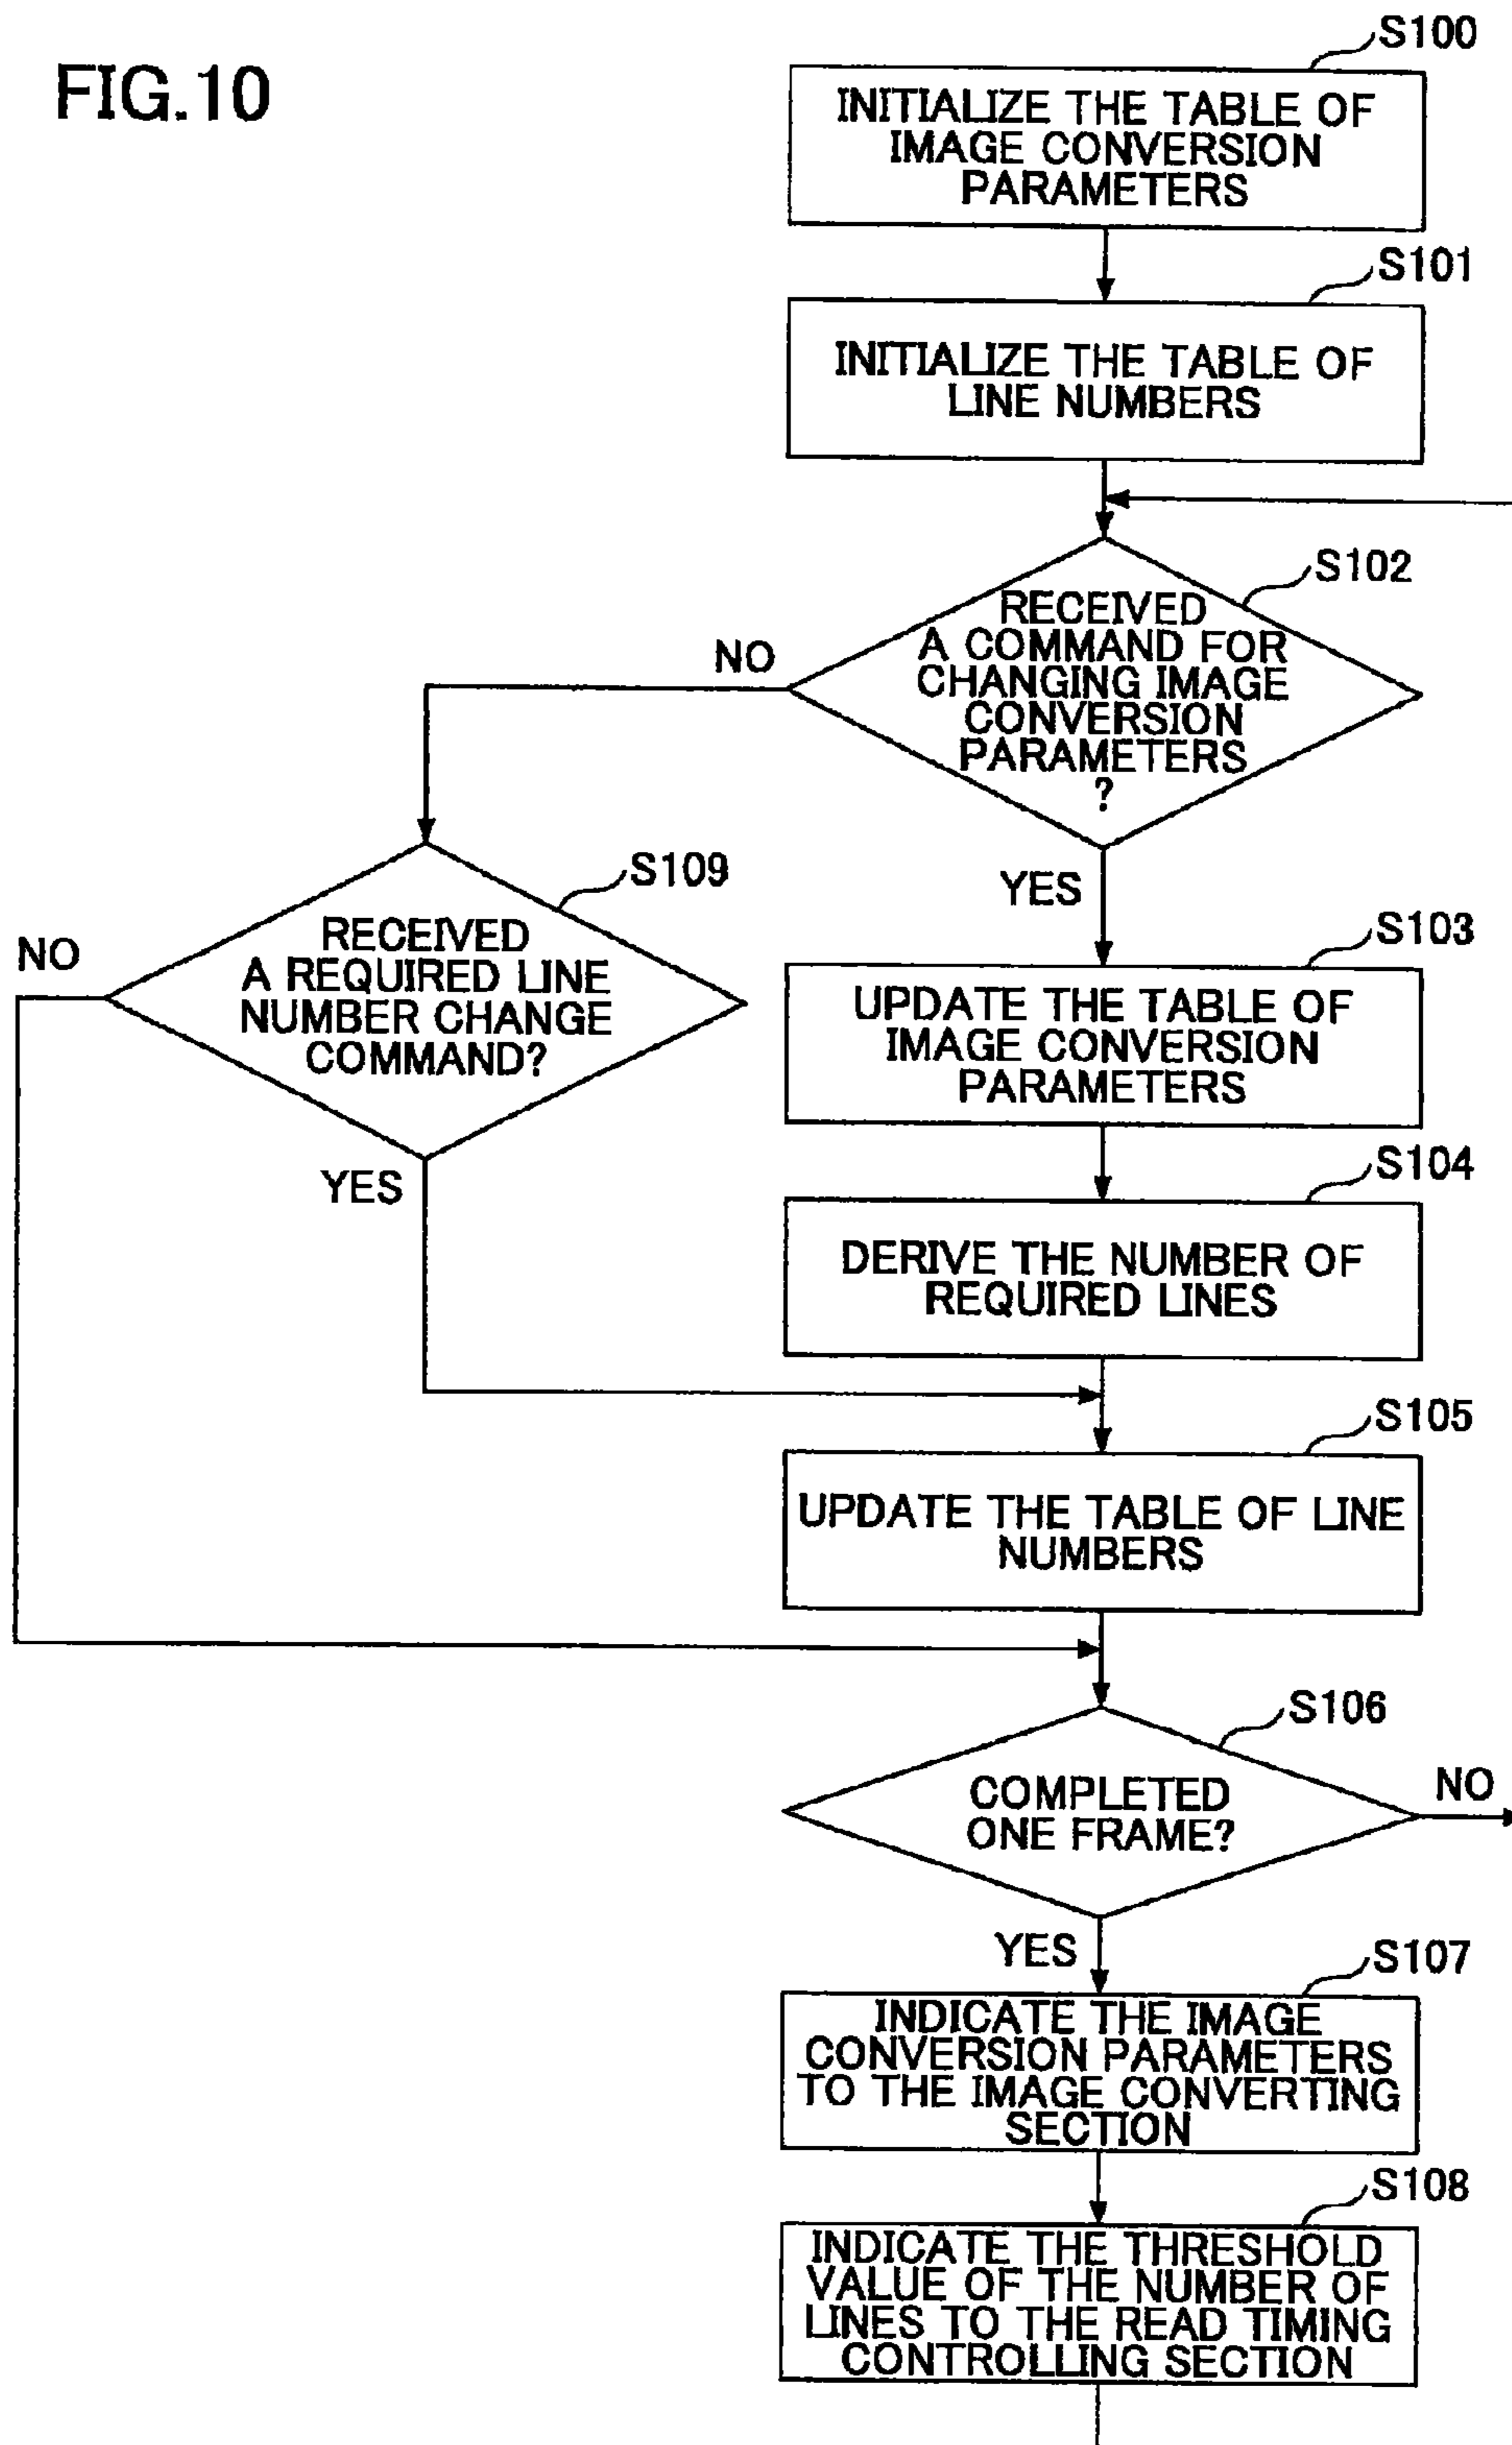 FIG.10
S100
INITIALIZE THE TABLE OF
IMAGE CONVERSION
PARAMETERS
S101
INITIALIZE THE TABLE OF
LINE NUMBERS
S102
RECEIVED
A COMMAND FOR
CHANGING IMAGE
CONVERSION
PARAMETERS
?
NO
YES
S109
RECEIVED
A REQUIRED LINE
NUMBER CHANGE
COMMAND?
NO
YES
S103
UPDATE THE TABLE OF
IMAGE CONVERSION
PARAMETERS
S104
DERIVE THE NUMBER OF
REQUIRED LINES
S105
UPDATE THE TABLE OF LINE
NUMBERS
S106
COMPLETED
ONE FRAME?
NO
YES
S107
INDICATE THE IMAGE
CONVERSION PARAMETERS
TO THE IMAGE CONVERTING
SECTION
S108
INDICATE THE THRESHOLD
VALUE OF THE NUMBER OF
LINES TO THE READ TIMING
CONTROLLING SECTION